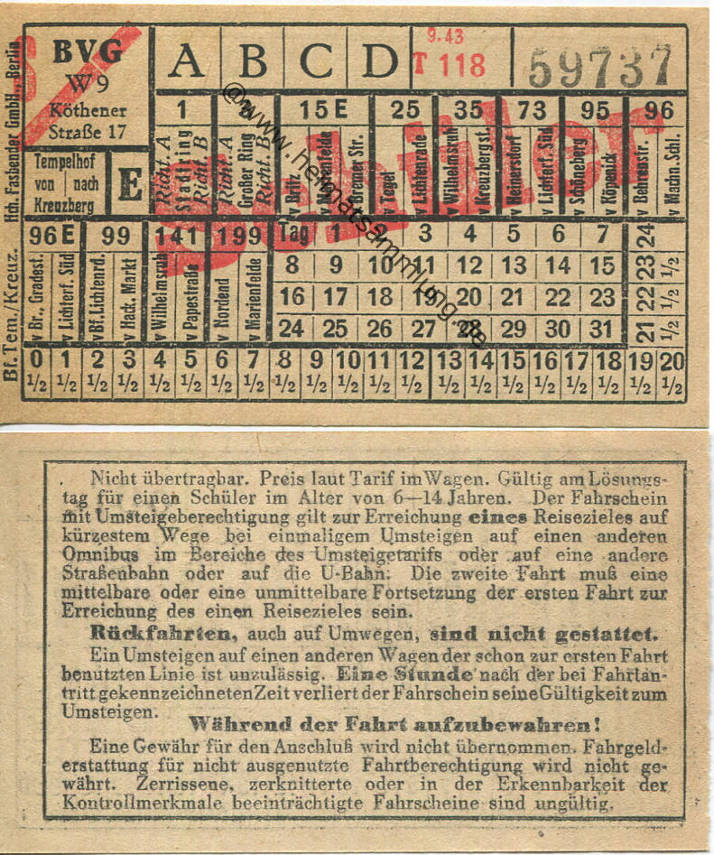 BVG
W 9
Köthener
Straße 17
A B C D
9.43
T 118
59737
Schüler
Hch. Fasbender GmbH., Berlin
Bf. Tem./Kreuz.
Tempelhof
von nach
Kreuzberg
E
1 15 E 25 35 73 95 96
Richt. A
Stadtring
Richt. B
Richt. A
Großer Ring
Richt. B
v Britz
v Marienfelde
v Bremer Str.
v Tegel
v Lichtenrade
v Wilhelmsruh
v Kreuzbergst.
v Heinersdorf
v Lichterf. Süd
v Schöneberg
v Köpenick
v Behrenstr.
v Machn.Schl.
96 E 99 141 199
v Br., Gradest.
v Lichterf. Süd
v Bf.Lichtenrd.
v Hack. Markt
v Wilhelmsruh
v Papestraße
v Nordend
v Marienfelde
Tag 1 2 3 4 5 6 7
8 9 10 11 12 13 14 15
16 17 18 19 20 21 22 23
24 25 26 27 28 29 30 31
24
23 1/2
22 1/2
21 1/2
0 1 2 3 4 5 6 7 8 9 10 11 12 13 14 15 16 17 18 19 20
1/2 1/2 1/2 1/2 1/2 1/2 1/2 1/2 1/2 1/2 1/2 1/2 1/2 1/2 1/2 1/2 1/2 1/2 1/2 1/2 1/2
@www.heimatsammlung.de
Nicht übertragbar. Preis laut Tarif im Wagen. Gültig am Lösungs-
tag für einen Schüler im Alter von 6—14 Jahren. Der Fahrschein
mit Umsteigeberechtigung gilt zur Erreichung eines Reisezieles auf
kürzestem Wege bei einmaligem Umsteigen auf einen anderen
Omnibus im Bereiche des Umsteigetarifs oder auf eine andere
Straßenbahn oder auf die U-Bahn. Die zweite Fahrt muß eine
mittelbare oder eine unmittelbare Fortsetzung der ersten Fahrt zur
Erreichung des einen Reisezieles sein.
Rückfahrten, auch auf Umwegen, sind nicht gestattet.
Ein Umsteigen auf einen anderen Wagen der schon zur ersten Fahrt
benutzten Linie ist unzulässig. Eine Stunde nach der bei Fahrtan-
tritt gekennzeichneten Zeit verliert der Fahrschein seine Gültigkeit zum
Umsteigen.
Während der Fahrt aufzubewahren!
Eine Gewähr für den Anschluß wird nicht übernommen. Fahrgeld-
erstattung für nicht ausgenutzte Fahrtberechtigung wird nicht ge-
währt. Zerrissene, zerknitterte oder in der Erkennbarkeit der
Kontrollmerkmale beeinträchtigte Fahrscheine sind ungültig.